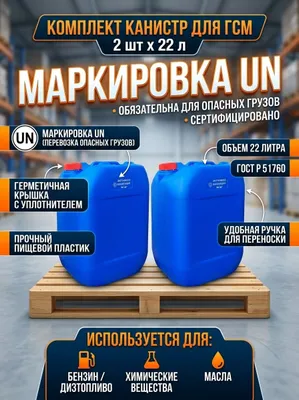 КОМПЛЕКТ КАНИСТР ДЛЯ ГСМ
2 шт x 22 л
МАРКИРОВКА UN
• ОБЯЗАТЕЛЬНА ДЛЯ ОПАСНЫХ ГРУЗОВ
• СЕРТИФИЦИРОВАНО
UN
МАРКИРОВКА UN
(ПЕРЕВОЗКА ОПАСНЫХ ГРУЗОВ)
ОБЪЕМ 22 ЛИТРА
ГОСТ Р 51760
ГЕРМЕТИЧНАЯ
КРЫШКА
С УПЛОТНИТЕЛЕМ
ПРОЧНЫЙ
ПИЩЕВОЙ ПЛАСТИК
УДОБНАЯ РУЧКА
ДЛЯ ПЕРЕНОСКИ
ИСПОЛЬЗУЕТСЯ ДЛЯ:
БЕНЗИН /
ДИЗТОПЛИВО
ХИМИЧЕСКИЕ
ВЕЩЕСТВА
МАСЛА